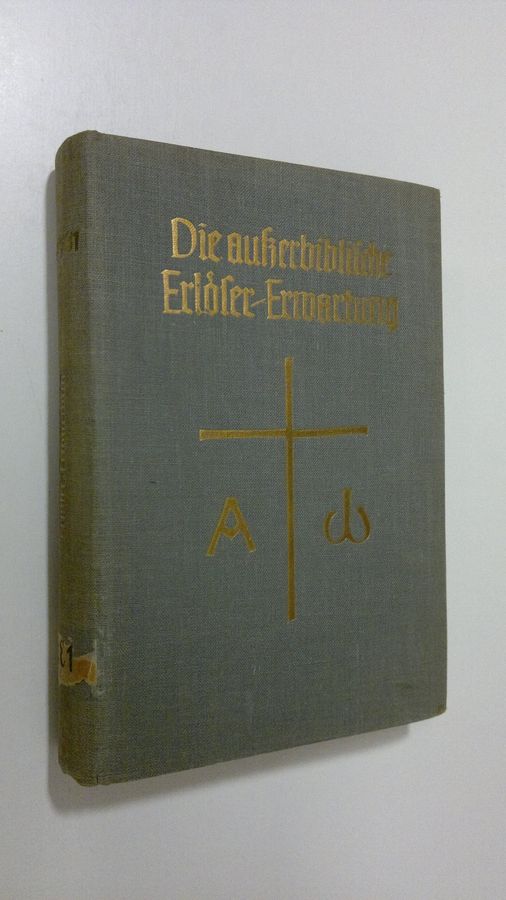 Die außerbiblische
Erlöser-Erwartung
A ω